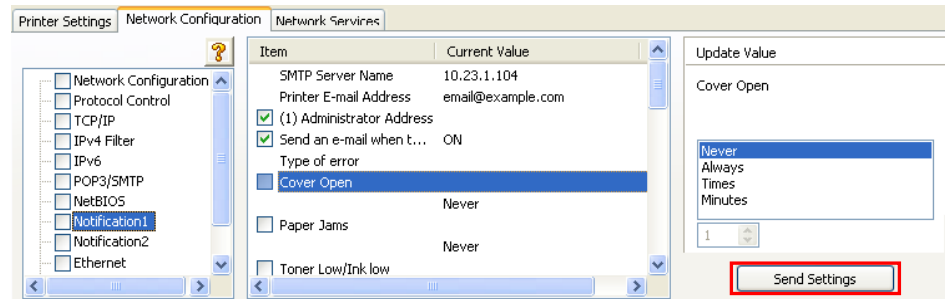 Printer Settings Network Configuration Network Services
?
Network Configuration
Protocol Control
TCP/IP
IPv4 Filter
IPv6
POP3/SMTP
NetBIOS
Notification1
Notification2
Ethernet
Item Current Value
SMTP Server Name 10.23.1.104
Printer E-mail Address email@example.com
(1) Administrator Address
Send an e-mail when t... ON
Type of error
Cover Open
Never
Paper Jams
Never
Toner Low/Ink low
Update Value
Cover Open
Never
Always
Times
Minutes
1
Send Settings